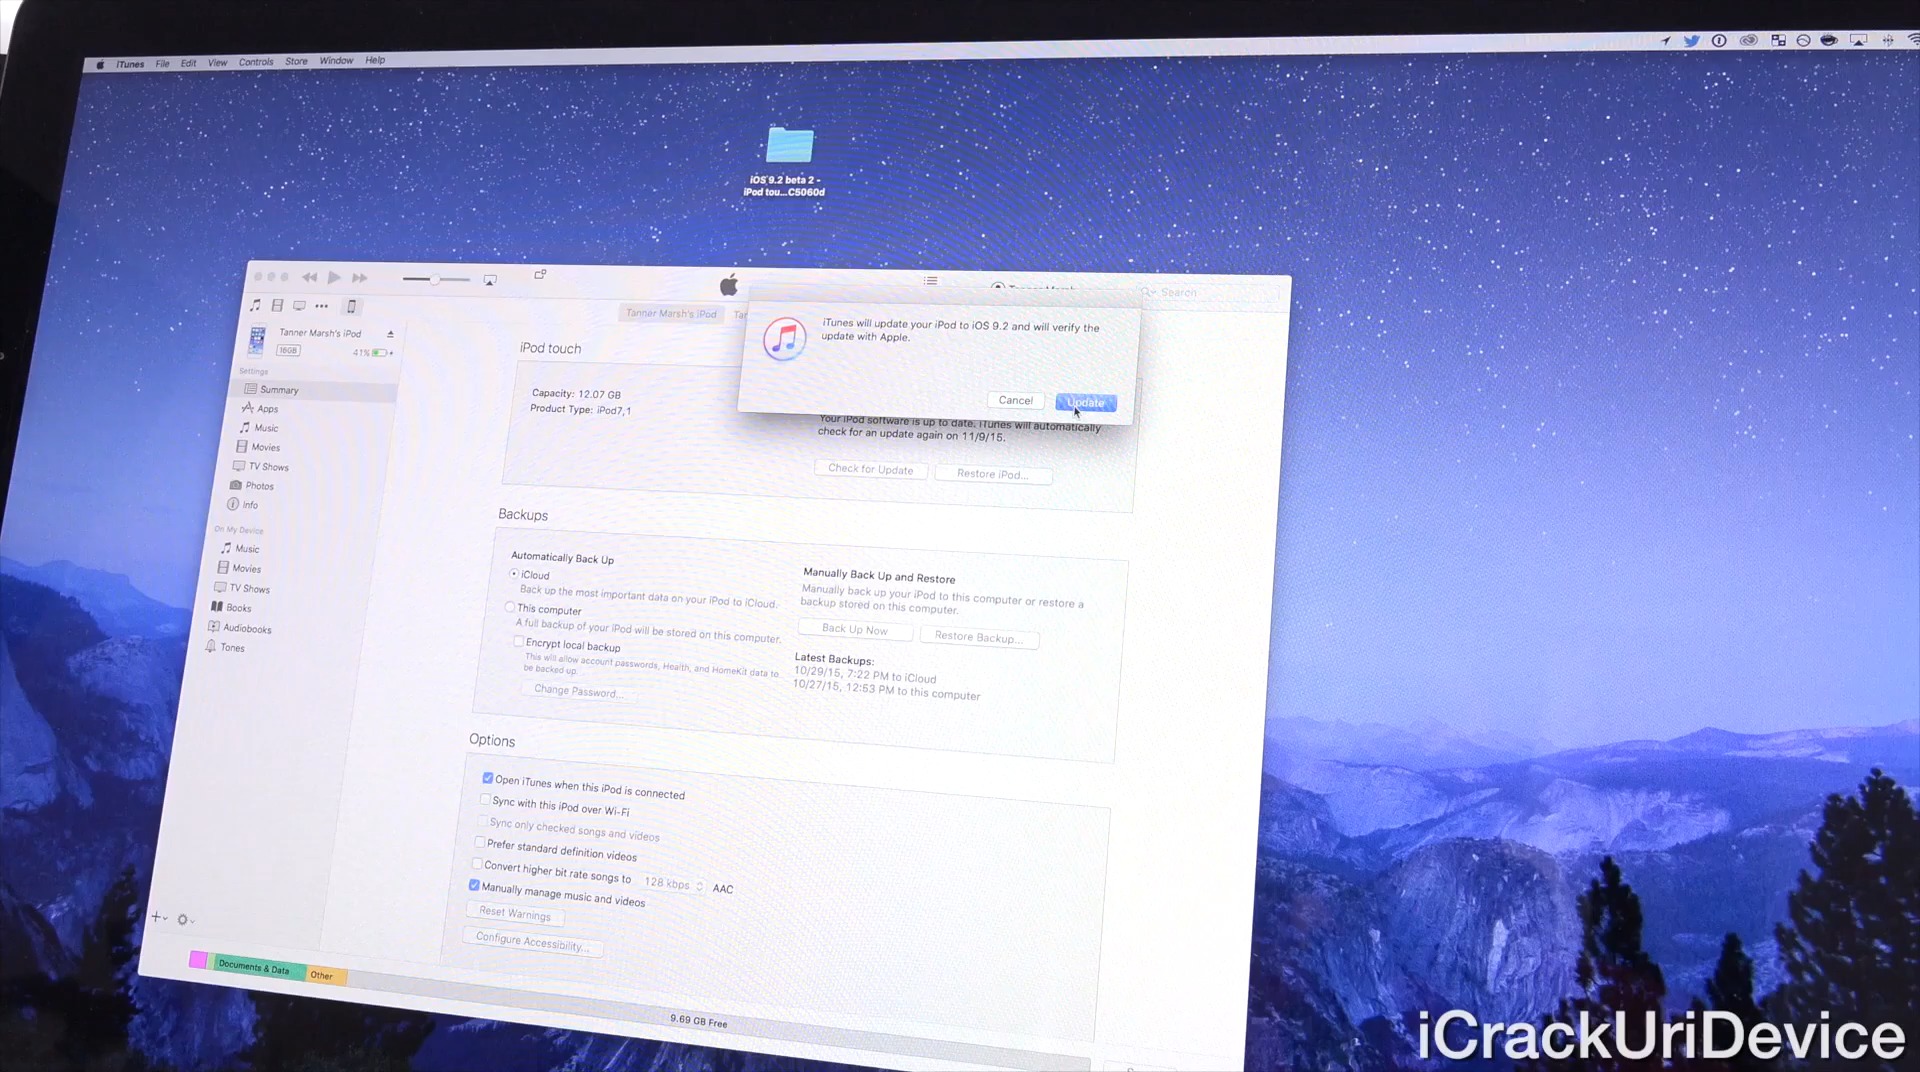 iTunes File Edit View Controls Store Window Help
iOS 9.2 beta 2 -
iPod tou...C5060d
Search
Tanner Marsh's iPod
Tanner Marsh's iPod
16GB
41%
Settings
Summary
Apps
Music
Movies
TV Shows
Photos
Info
On My Device
Music
Movies
TV Shows
Books
Audiobooks
Tones
iTunes will update your iPod to iOS 9.2 and will verify the
update with Apple.
Cancel
Update
iPod touch
Capacity: 12.07 GB
Product Type: iPod7,1
Your iPod software is up to date. iTunes will automatically
check for an update again on 11/9/15.
Check for Update
Restore iPod...
Backups
Automatically Back Up
iCloud
Back up the most important data on your iPod to iCloud.
This computer
A full backup of your iPod will be stored on this computer.
Encrypt local backup
This will allow account passwords, Health, and HomeKit data to
be backed up.
Change Password...
Manually Back Up and Restore
Manually back up your iPod to this computer or restore a
backup stored on this computer.
Back Up Now
Restore Backup...
Latest Backups:
10/29/15, 7:22 PM to iCloud
10/27/15, 12:53 PM to this computer
Options
Open iTunes when this iPod is connected
Sync with this iPod over Wi-Fi
Sync only checked songs and videos
Prefer standard definition videos
Convert higher bit rate songs to 128 kbps AAC
Manually manage music and videos
Reset Warnings
Configure Accessibility...
Documents & Data
Other
9.69 GB Free
iCrackUriDevice